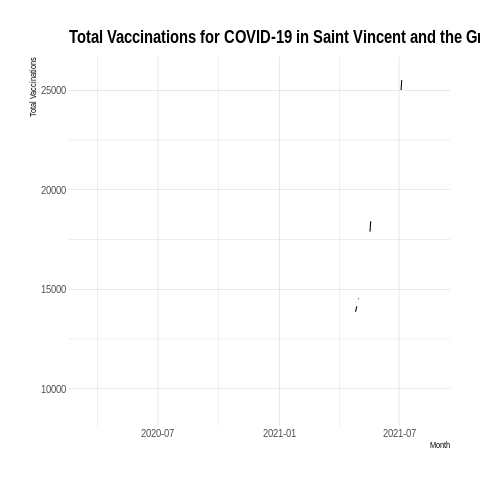 Total Vaccinations for COVID-19 in Saint Vincent and the Gr
Total Vaccinations
25000
20000
15000
10000
2020-07
2021-01
2021-07
Month